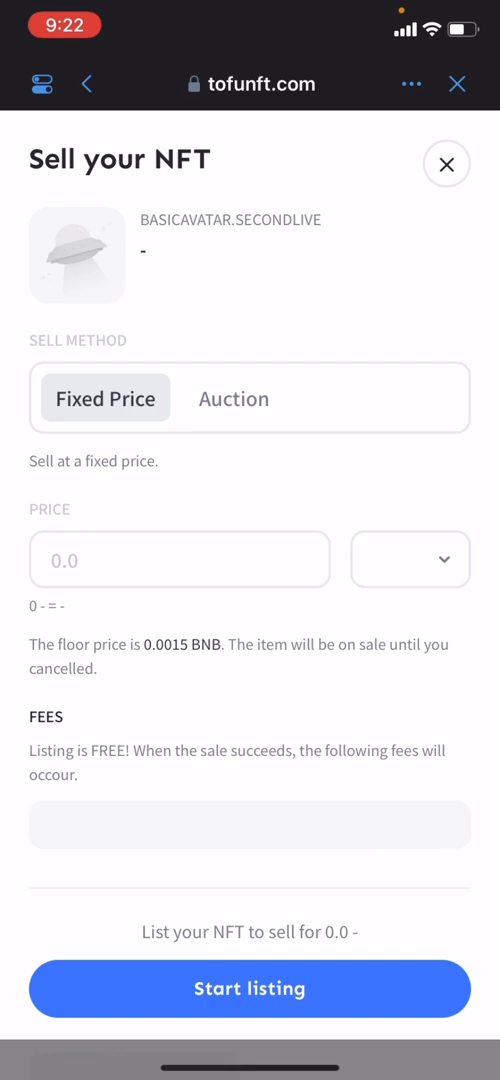 9:22
tofunft.com
Sell your NFT
BASICAVATAR.SECONDLIVE
-
SELL METHOD
Fixed Price Auction
Sell at a fixed price.
PRICE
0.0
0 - = -
The floor price is 0.0015 BNB. The item will be on sale until you
cancelled.
FEES
Listing is FREE! When the sale succeeds, the following fees will
occour.
List your NFT to sell for 0.0 -
Start listing